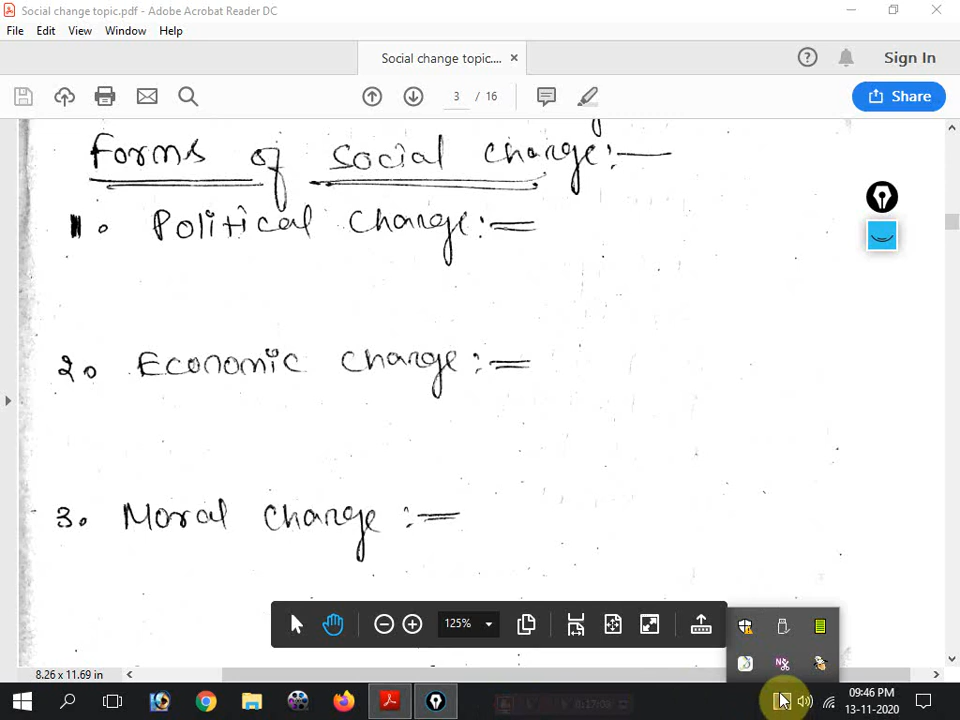 Social change topic.pdf - Adobe Acrobat Reader DC
File Edit View Window Help
Social change topic....
Sign In
3 / 16
Share
Forms of social change:—
1. Political change:=
2. Economic change:=
3. Moral change:=
125%
8.26 x 11.69 in
09:46 PM
13-11-2020